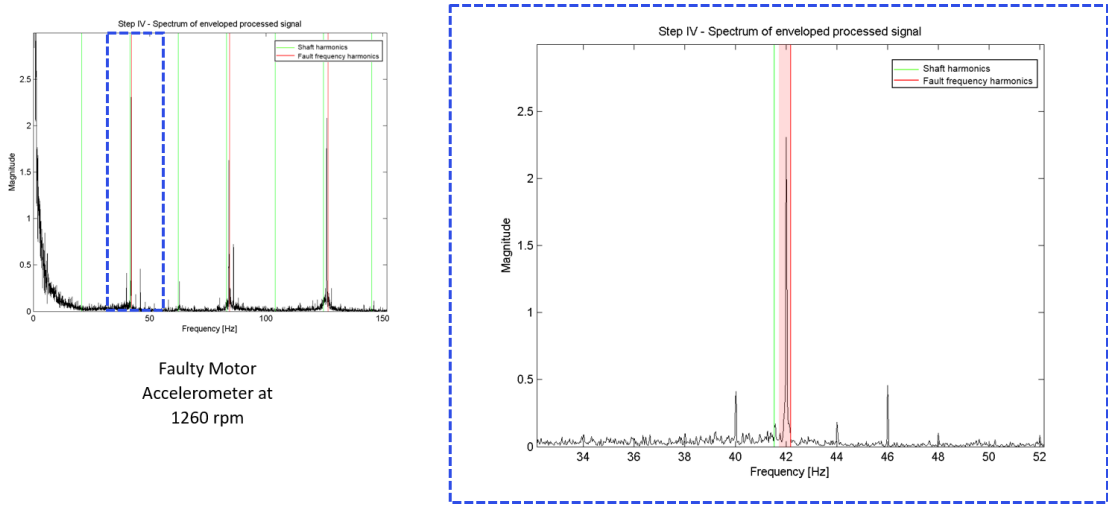 Step IV - Spectrum of enveloped processed signal
Shaft harmonics
Fault frequency harmonics
2.5
2
1.5
1
0.5
0
Magnitude
0 50 100 150
Frequency [Hz]
Faulty Motor
Accelerometer at
1260 rpm
Step IV - Spectrum of enveloped processed signal
Shaft harmonics
Fault frequency harmonics
2.5
2
1.5
1
0.5
0
Magnitude
34 36 38 40 42 44 46 48 50 52
Frequency [Hz]